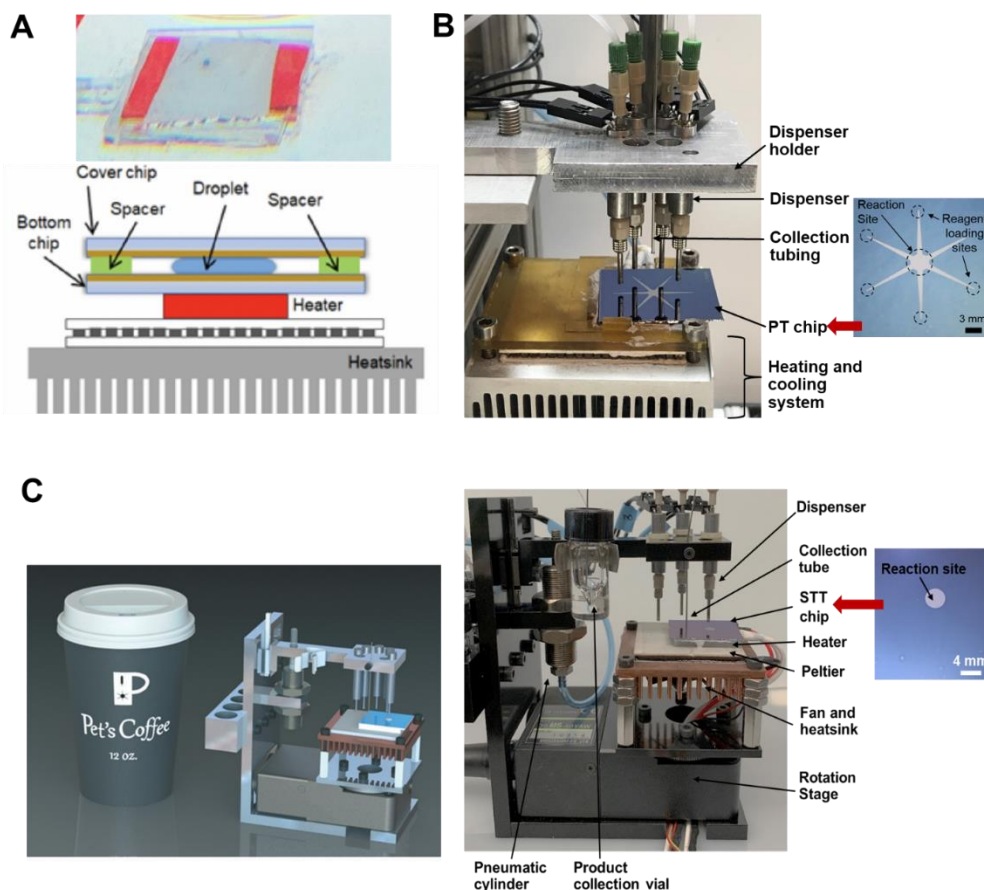 A
Cover chip
Droplet
Spacer
Spacer
Bottom
chip
Heater
Heatsink
B
Dispenser
holder
Dispenser
Collection
tubing
PT chip
Heating and
cooling
system
Reaction
Site
Reagent
loading
sites
3 mm
C
Pet's Coffee
12 oz.
Dispenser
Collection
tube
STT
chip
Heater
Peltier
Fan and
heatsink
Rotation
Stage
Pneumatic
cylinder
Product
collection vial
Reaction site
4 mm